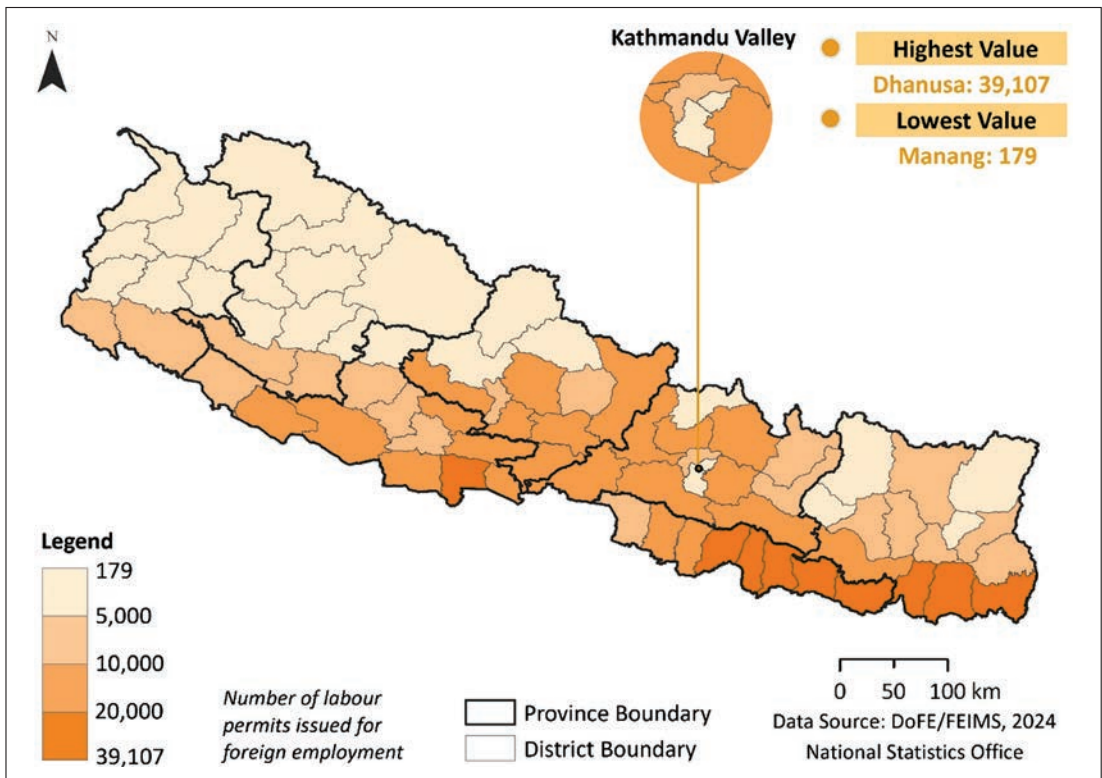 N
Kathmandu Valley
Highest Value
Dhanusa: 39,107
Lowest Value
Manang: 179
Legend
179
5,000
10,000
20,000
39,107
Number of labour
permits issued for
foreign employment
Province Boundary
District Boundary
0 50 100 km
Data Source: DoFE/FEIMS, 2024
National Statistics Office